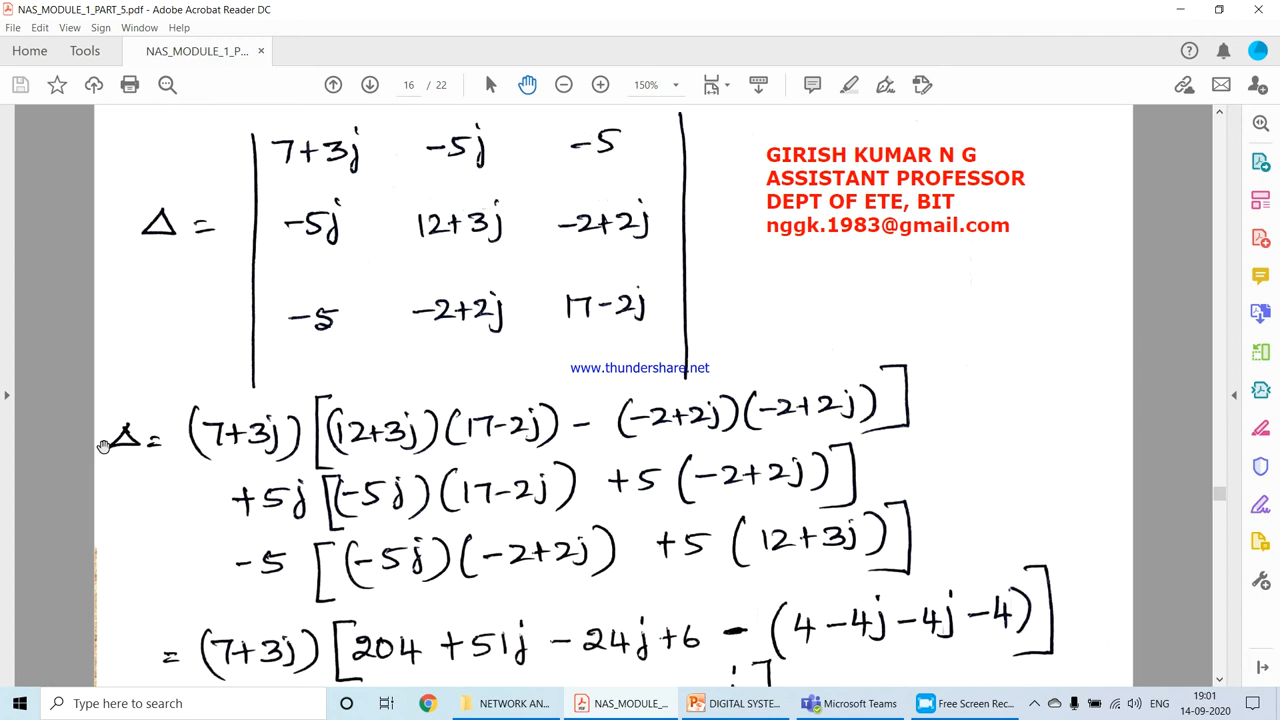 NAS_MODULE_1_PART_5.pdf - Adobe Acrobat Reader DC
File Edit View Sign Window Help
Home Tools NAS_MODULE_1_P... ×
16 / 22 150%
7+3j -5j -5
Δ = -5j 12+3j -2+2j
-5 -2+2j 17-2j
GIRISH KUMAR N G
ASSISTANT PROFESSOR
DEPT OF ETE, BIT
nggk.1983@gmail.com
www.thundershare.net
Δ = (7+3j) [(12+3j)(17-2j) - (-2+2j)(-2+2j)]
+5j [(-5j)(17-2j) +5(-2+2j)]
-5 [(-5j)(-2+2j) +5(12+3j)]
= (7+3j) [204 +51j -24j +6 - (4-4j-4j-4)]
Type here to search
NETWORK AN...
NAS_MODULE_...
DIGITAL SYSTE...
Microsoft Teams
Free Screen Rec...
19:01
14-09-2020